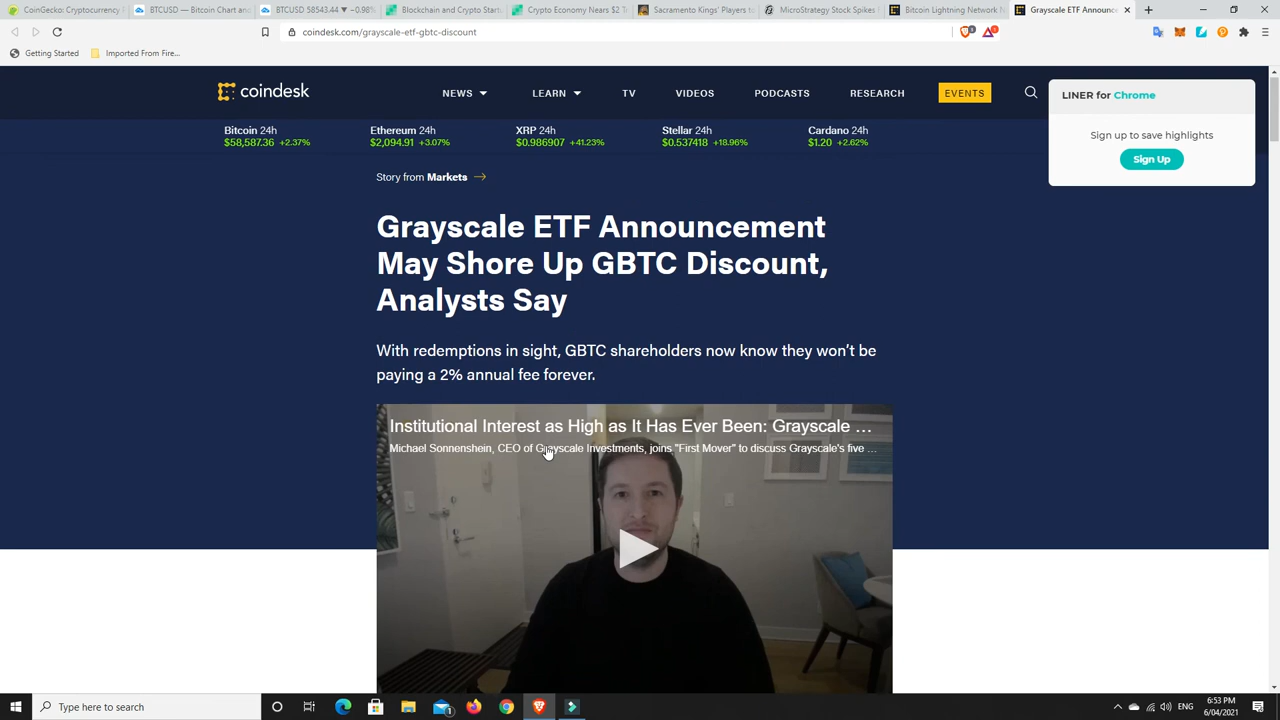 CoinGecko: Cryptocurrency
BTCUSD — Bitcoin Chart and
BTCUSD 58543.44 ▼ −0.98%
Blockchain and Crypto Startu
Crypto Economy Nears $2 Tr
Sacramento Kings' Players to
MicroStrategy Stock Spikes
Bitcoin Lightning Network N
Grayscale ETF Announce
coindesk.com/grayscale-etf-gbtc-discount
Getting Started
Imported From Fire...
coindesk
NEWS
LEARN
TV
VIDEOS
PODCASTS
RESEARCH
EVENTS
LINER for Chrome
Sign up to save highlights
Sign Up
Bitcoin 24h
$58,587.36 +2.37%
Ethereum 24h
$2,094.91 +3.07%
XRP 24h
$0.986907 +41.23%
Stellar 24h
$0.537418 +18.96%
Cardano 24h
$1.20 +2.62%
Story from Markets
Grayscale ETF Announcement
May Shore Up GBTC Discount,
Analysts Say
With redemptions in sight, GBTC shareholders now know they won't be
paying a 2% annual fee forever.
Institutional Interest as High as It Has Ever Been: Grayscale ...
Michael Sonnenshein, CEO of Grayscale Investments, joins "First Mover" to discuss Grayscale's five ...
Type here to search
6:53 PM
6/04/2021